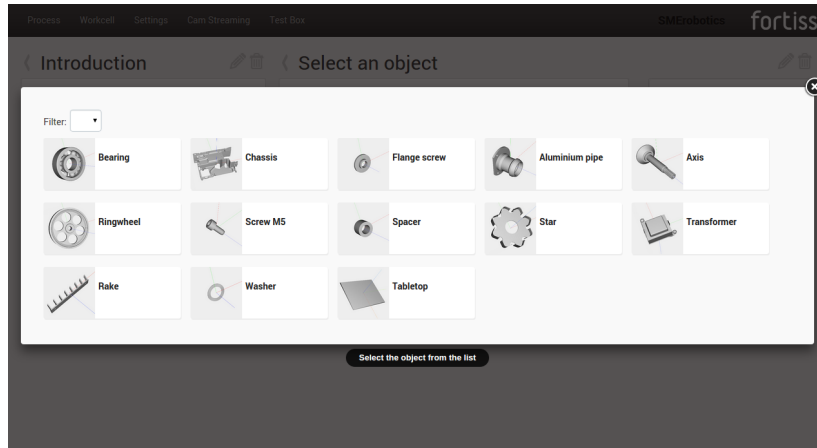 Process Workcell Settings Cam Streaming Test Box SMErobotics fortiss
Introduction Select an object
Filter:
Bearing Chassis Flange screw Aluminium pipe Axis
Ringwheel Screw M5 Spacer Star Transformer
Rake Washer Tabletop
Select the object from the list